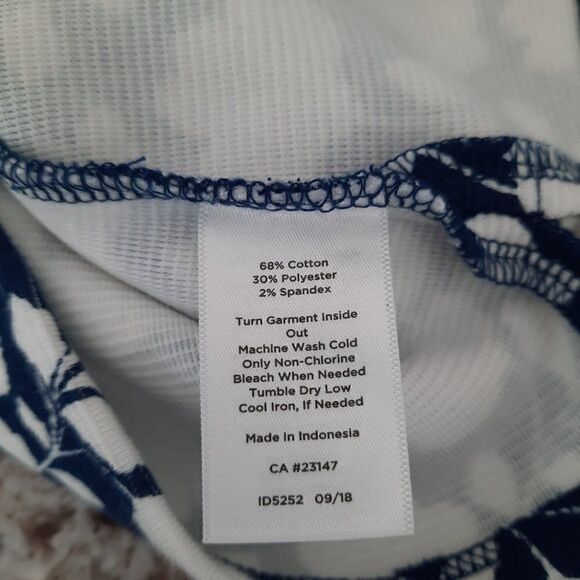 68% Cotton
30% Polyester
2% Spandex
Turn Garment Inside
Out
Machine Wash Cold
Only Non-Chlorine
Bleach When Needed
Tumble Dry Low
Cool Iron, If Needed
Made In Indonesia
CA #23147
ID5252 09/18